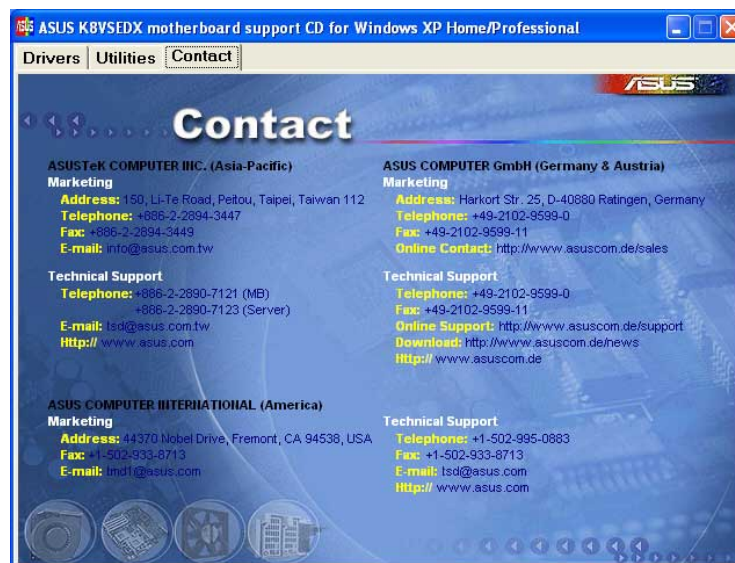 ASUS K8VSEDX motherboard support CD for Windows XP Home/Professional
Drivers Utilities Contact
ASUS
Contact
ASUSTeK COMPUTER INC. (Asia-Pacific)
Marketing
Address: 150, Li-Te Road, Peitou, Taipei, Taiwan 112
Telephone: +886-2-2894-3447
Fax: +886-2-2894-3449
E-mail: info@asus.com.tw
Technical Support
Telephone: +886-2-2890-7121 (MB)
+886-2-2890-7123 (Server)
E-mail: tsd@asus.com.tw
Http:// www.asus.com
ASUS COMPUTER GmbH (Germany & Austria)
Marketing
Address: Harkort Str. 25, D-40880 Ratingen, Germany
Telephone: +49-2102-9599-0
Fax: +49-2102-9599-11
Online Contact: http://www.asuscom.de/sales
Technical Support
Telephone: +49-2102-9599-0
Fax: +49-2102-9599-11
Online Support: http://www.asuscom.de/support
Download: http://www.asuscom.de/news
Http:// www.asuscom.de
ASUS COMPUTER INTERNATIONAL (America)
Marketing
Address: 44370 Nobel Drive, Fremont, CA 94538, USA
Fax: +1-502-933-8713
E-mail: tmd1@asus.com
Technical Support
Telephone: +1-502-995-0883
Fax: +1-502-933-8713
E-mail: tsd@asus.com
Http:// www.asus.com